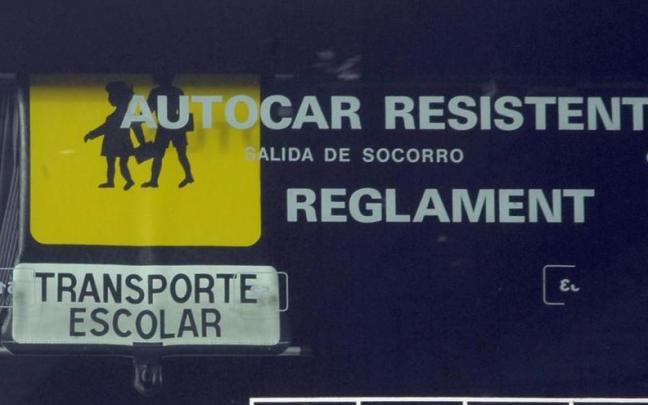 AUTOCAR RESISTENT
SALIDA DE SOCORRO
REGLAMENT
TRANSPORTE
ESCOLAR